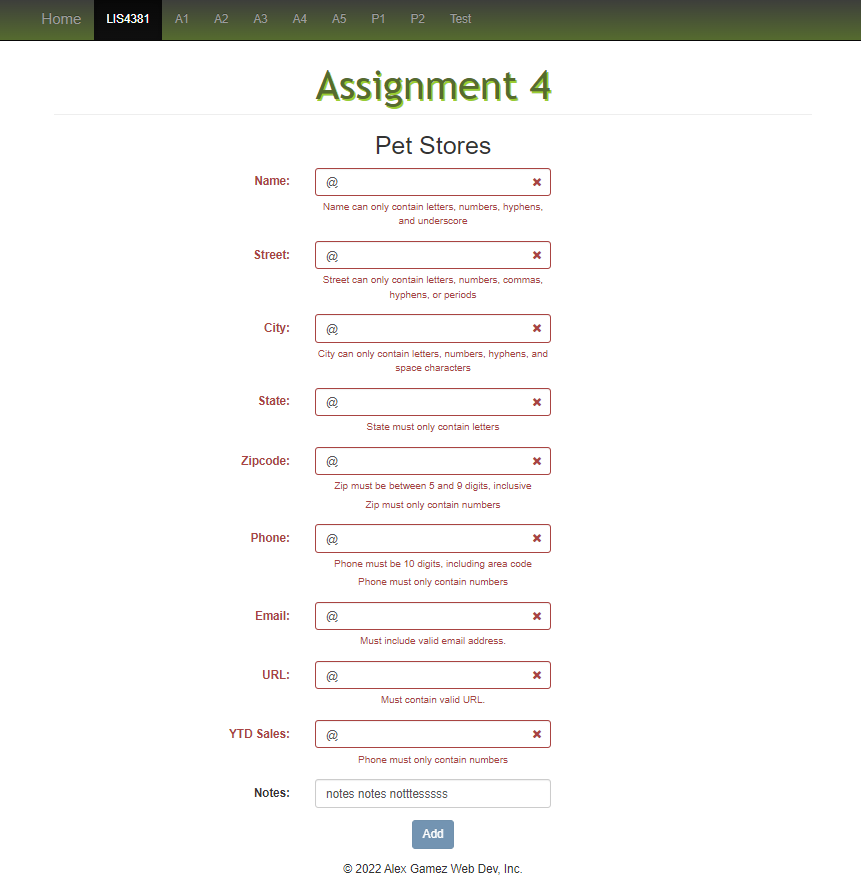 Home LIS4381 A1 A2 A3 A4 A5 P1 P2 Test
Assignment 4
Pet Stores
Name: @
Name can only contain letters, numbers, hyphens,
and underscore
Street: @
Street can only contain letters, numbers, commas,
hyphens, or periods
City: @
City can only contain letters, numbers, hyphens, and
space characters
State: @
State must only contain letters
Zipcode: @
Zip must be between 5 and 9 digits, inclusive
Zip must only contain numbers
Phone: @
Phone must be 10 digits, including area code
Phone must only contain numbers
Email: @
Must include valid email address.
URL: @
Must contain valid URL.
YTD Sales: @
Phone must only contain numbers
Notes: notes notes notttesssss
Add
© 2022 Alex Gamez Web Dev, Inc.